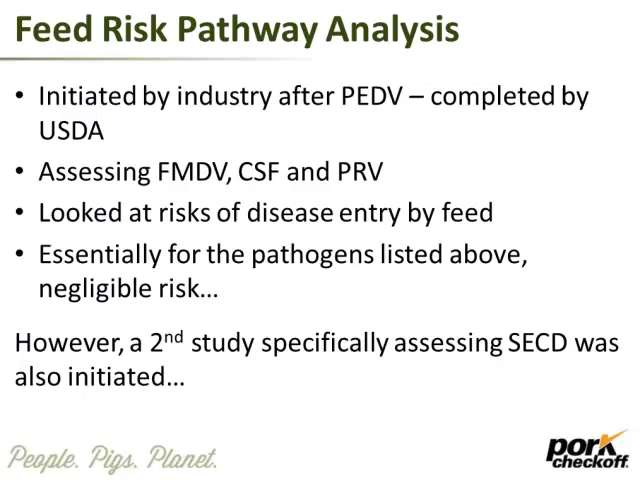 Feed Risk Pathway Analysis
• Initiated by industry after PEDV – completed by
USDA
• Assessing FMDV, CSF and PRV
• Looked at risks of disease entry by feed
• Essentially for the pathogens listed above,
negligible risk…
However, a 2nd study specifically assessing SECD was
also initiated…
People. Pigs. Planet.
pork
checkoff.